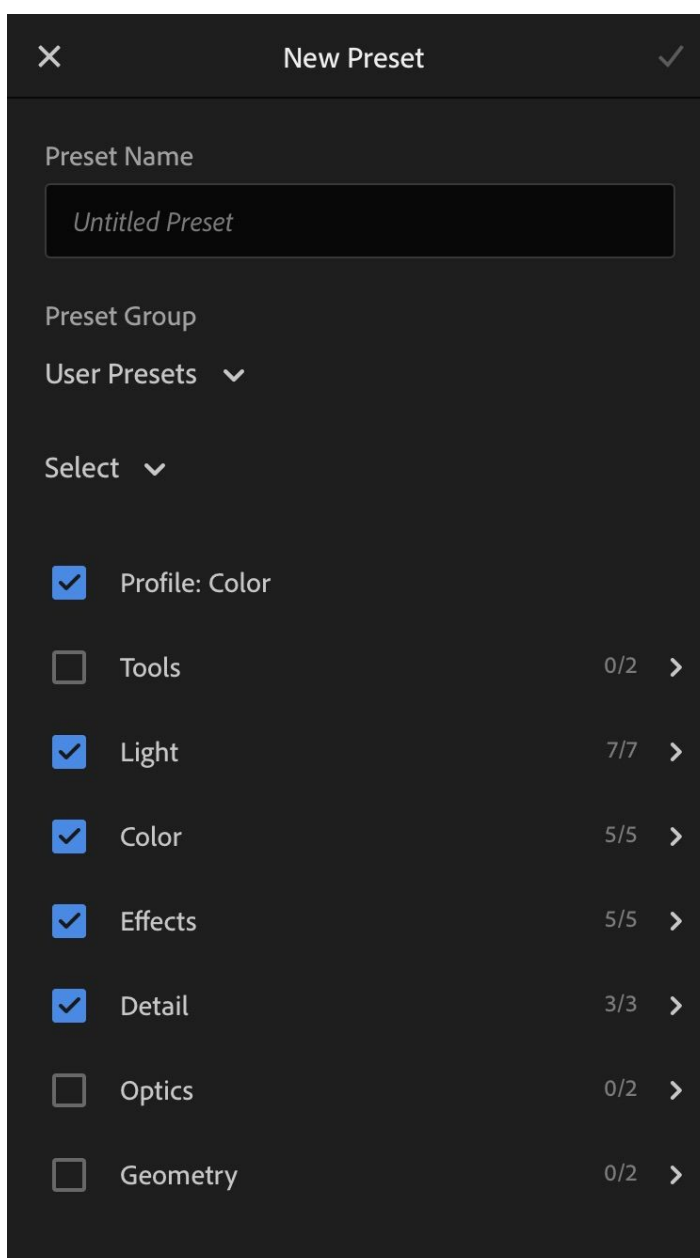 New Preset
Preset Name
Untitled Preset
Preset Group
User Presets
Select
Profile: Color
Tools 0/2
Light 7/7
Color 5/5
Effects 5/5
Detail 3/3
Optics 0/2
Geometry 0/2